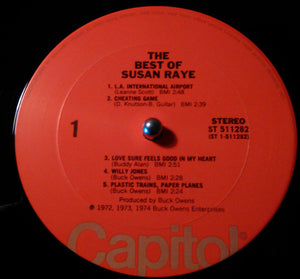 THE
BEST OF
SUSAN RAYE
1. L.A. INTERNATIONAL AIRPORT
(Leanne Scott) BMI 2:48
2. CHEATING GAME
(D. Knutson-B. Guitar) BMI 2:39
1
STEREO
ST 511282
(ST 1-511282)
3. LOVE SURE FEELS GOOD IN MY HEART
(Buddy Alan) BMI 2:51
4. WILLY JONES
(Buck Owens) BMI 2:26
5. PLASTIC TRAINS, PAPER PLANES
(Buck Owens) BMI 2:24
Produced by Buck Owens
℗ 1972, 1973, 1974 Buck Owens Enterprises
Capitol